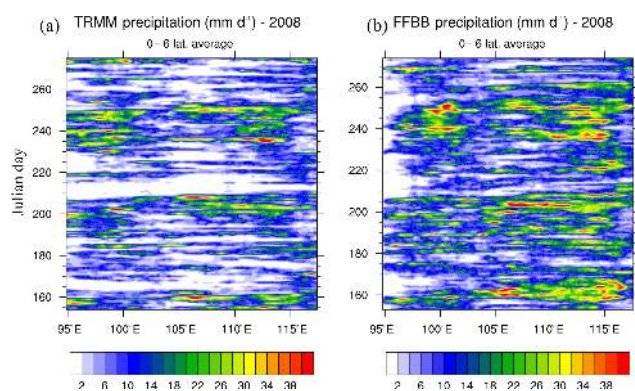 (a) TRMM precipitation (mm d⁻¹) - 2008
0 - 6 lat. average
(b) FFBB precipitation (mm d⁻¹) - 2008
0 - 6 lat. average
Julian day
260
240
220
200
180
160
260
240
220
200
180
160
95°E 100°E 105°E 110°E 115°E
95°E 100°E 105°E 110°E 115°E
2 6 10 14 18 22 26 30 34 38
2 6 10 14 18 22 26 30 34 38